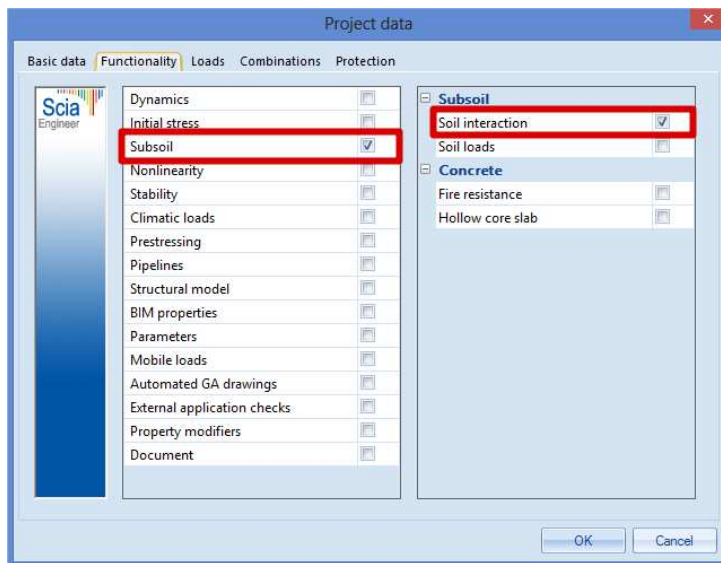 Project data
Basic data Functionality Loads Combinations Protection
Scia
Engineer
Dynamics
Initial stress
Subsoil
Nonlinearity
Stability
Climatic loads
Prestressing
Pipelines
Structural model
BIM properties
Parameters
Mobile loads
Automated GA drawings
External application checks
Property modifiers
Document
Subsoil
Soil interaction
Soil loads
Concrete
Fire resistance
Hollow core slab
OK Cancel